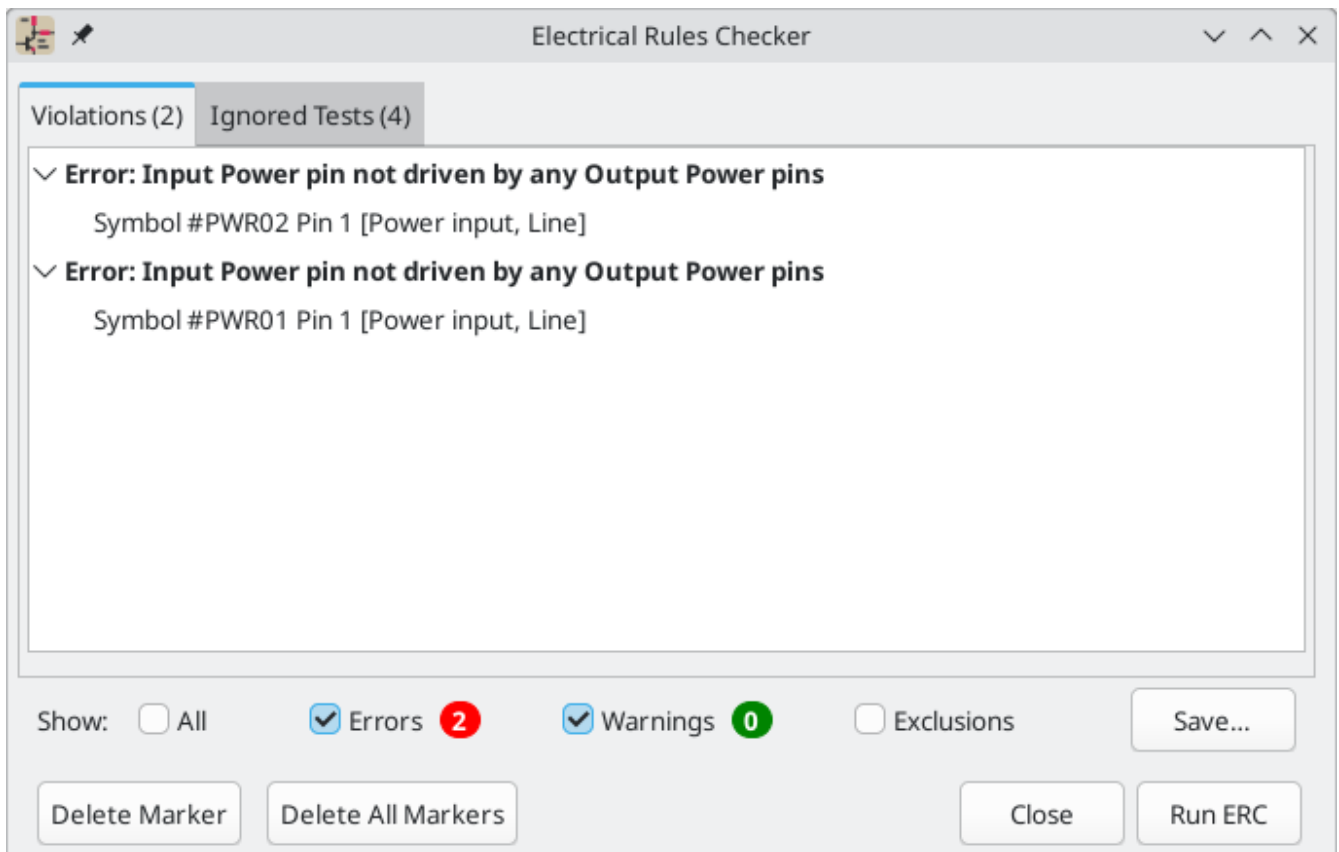 Electrical Rules Checker
Violations (2) Ignored Tests (4)
Error: Input Power pin not driven by any Output Power pins
Symbol #PWR02 Pin 1 [Power input, Line]
Error: Input Power pin not driven by any Output Power pins
Symbol #PWR01 Pin 1 [Power input, Line]
Show: All Errors 2 Warnings 0 Exclusions Save...
Delete Marker Delete All Markers Close Run ERC